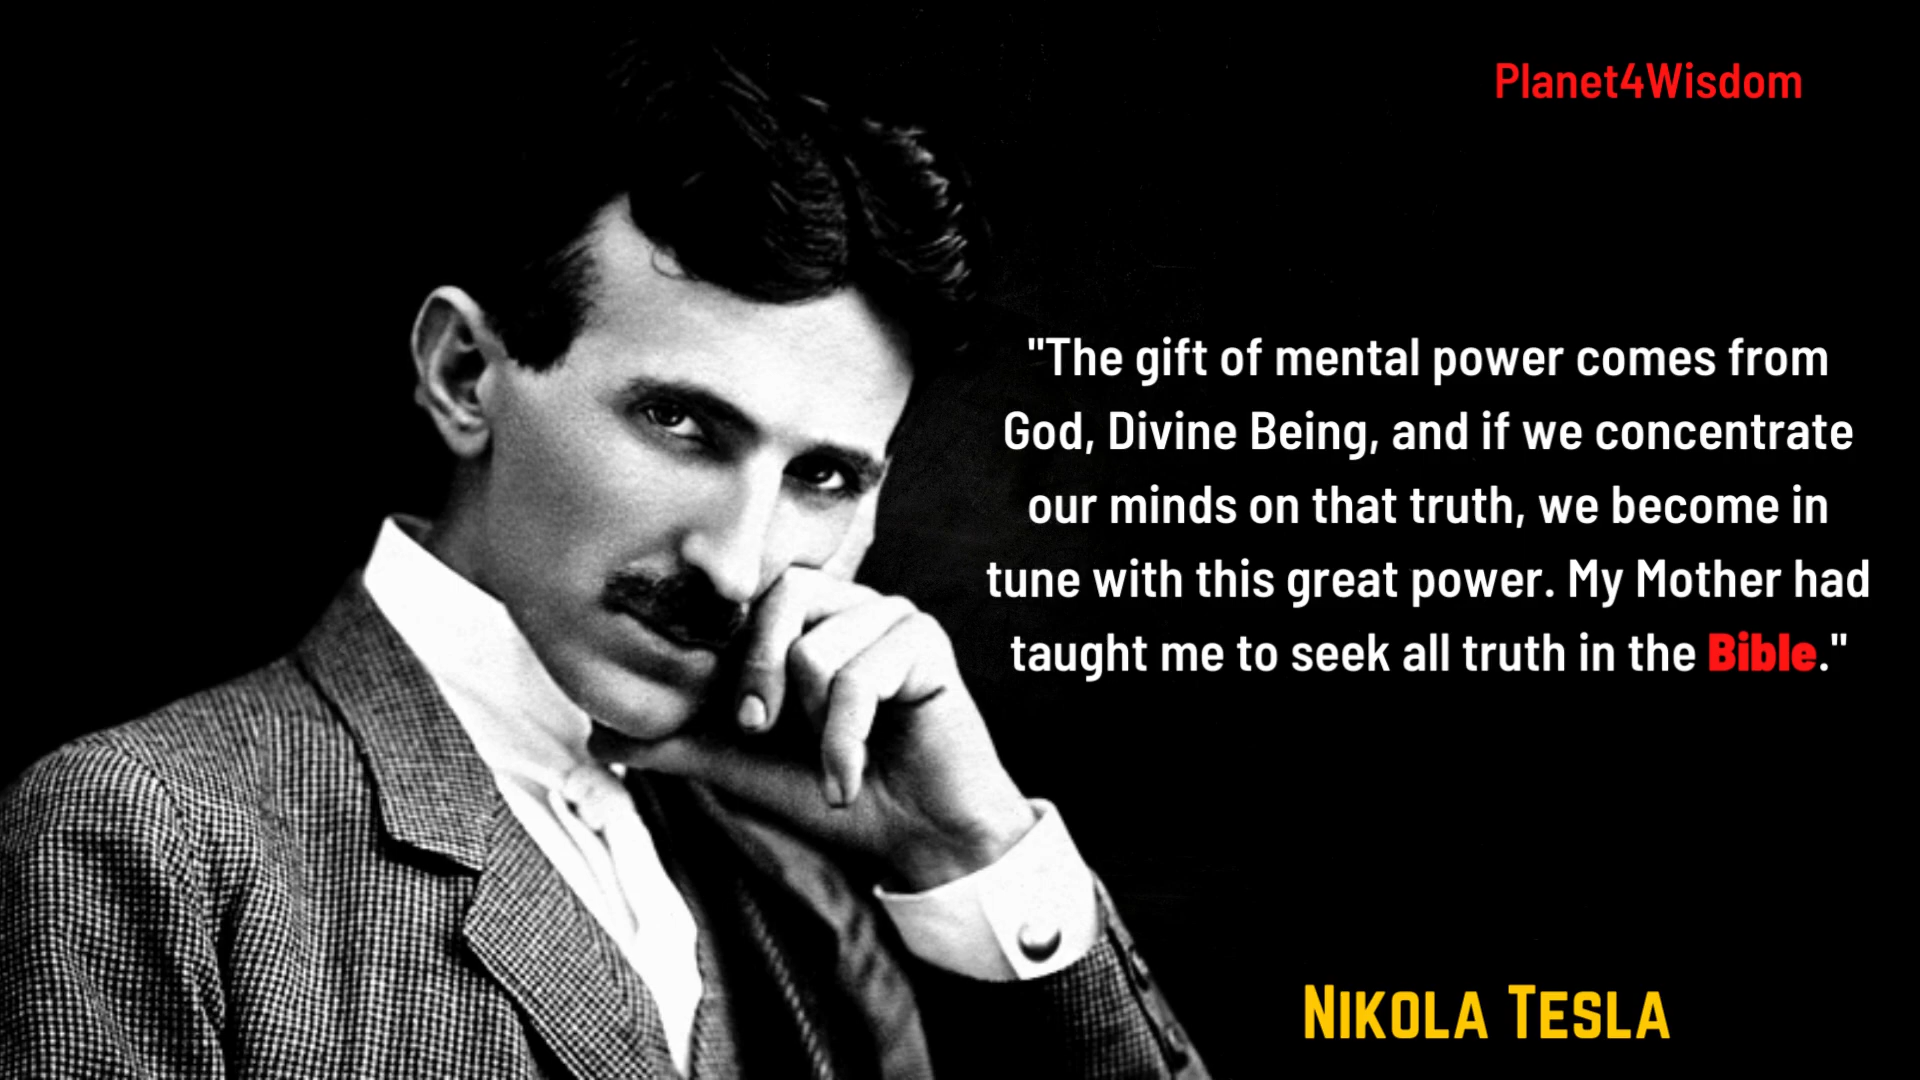 Planet4Wisdom
"The gift of mental power comes from
God, Divine Being, and if we concentrate
our minds on that truth, we become in
tune with this great power. My Mother had
taught me to seek all truth in the Bible."
Nikola Tesla